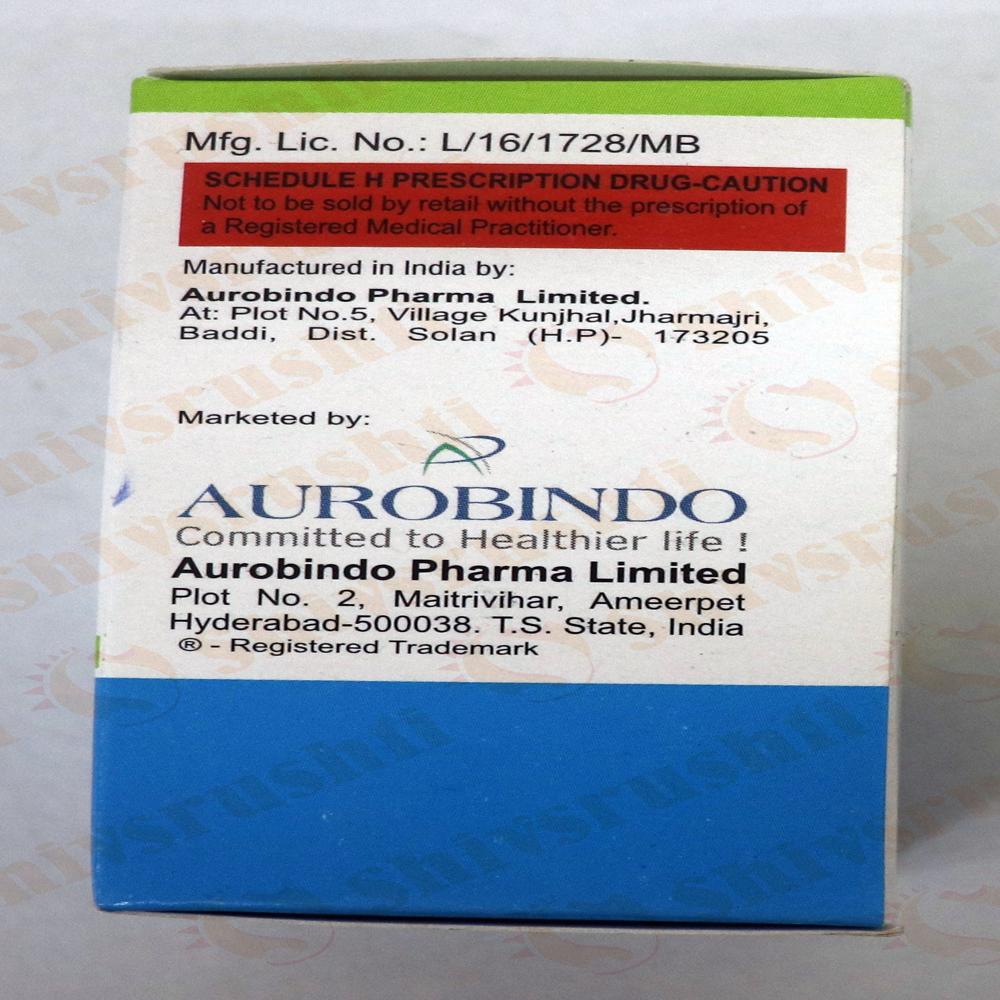 Mfg. Lic. No.: L/16/1728/MB
SCHEDULE H PRESCRIPTION DRUG-CAUTION
Not to be sold by retail without the prescription of
a Registered Medical Practitioner.
Manufactured in India by:
Aurobindo Pharma Limited.
At: Plot No.5, Village Kunjhal,Jharmajri,
Baddi, Dist. Solan (H.P)- 173205
Marketed by:
AUROBINDO
Committed to Healthier life !
Aurobindo Pharma Limited
Plot No. 2, Maitrivihar, Ameerpet
Hyderabad-500038. T.S. State, India
® - Registered Trademark
shivsrushti